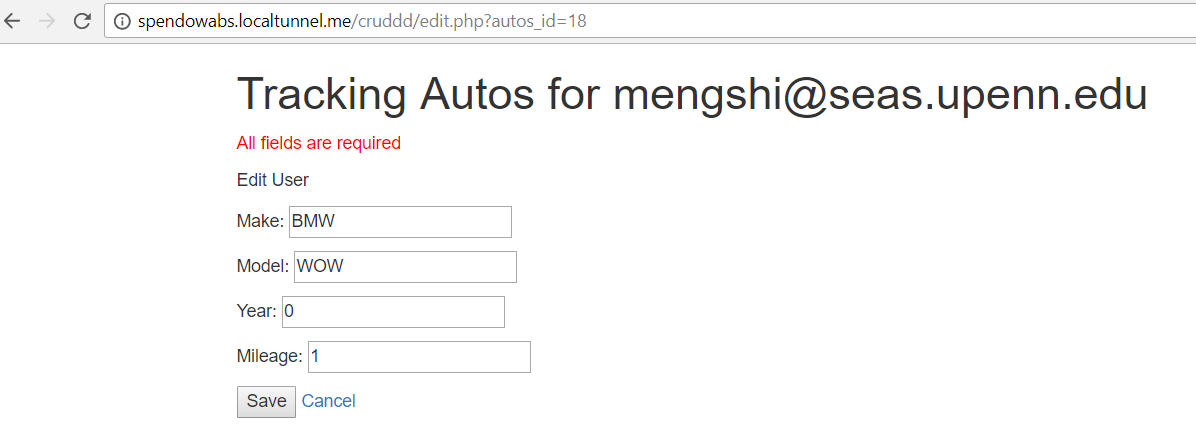 spendowabs.localtunnel.me/cruddd/edit.php?autos_id=18
Tracking Autos for mengshi@seas.upenn.edu
All fields are required
Edit User
Make: BMW
Model: WOW
Year: 0
Mileage: 1
Save Cancel